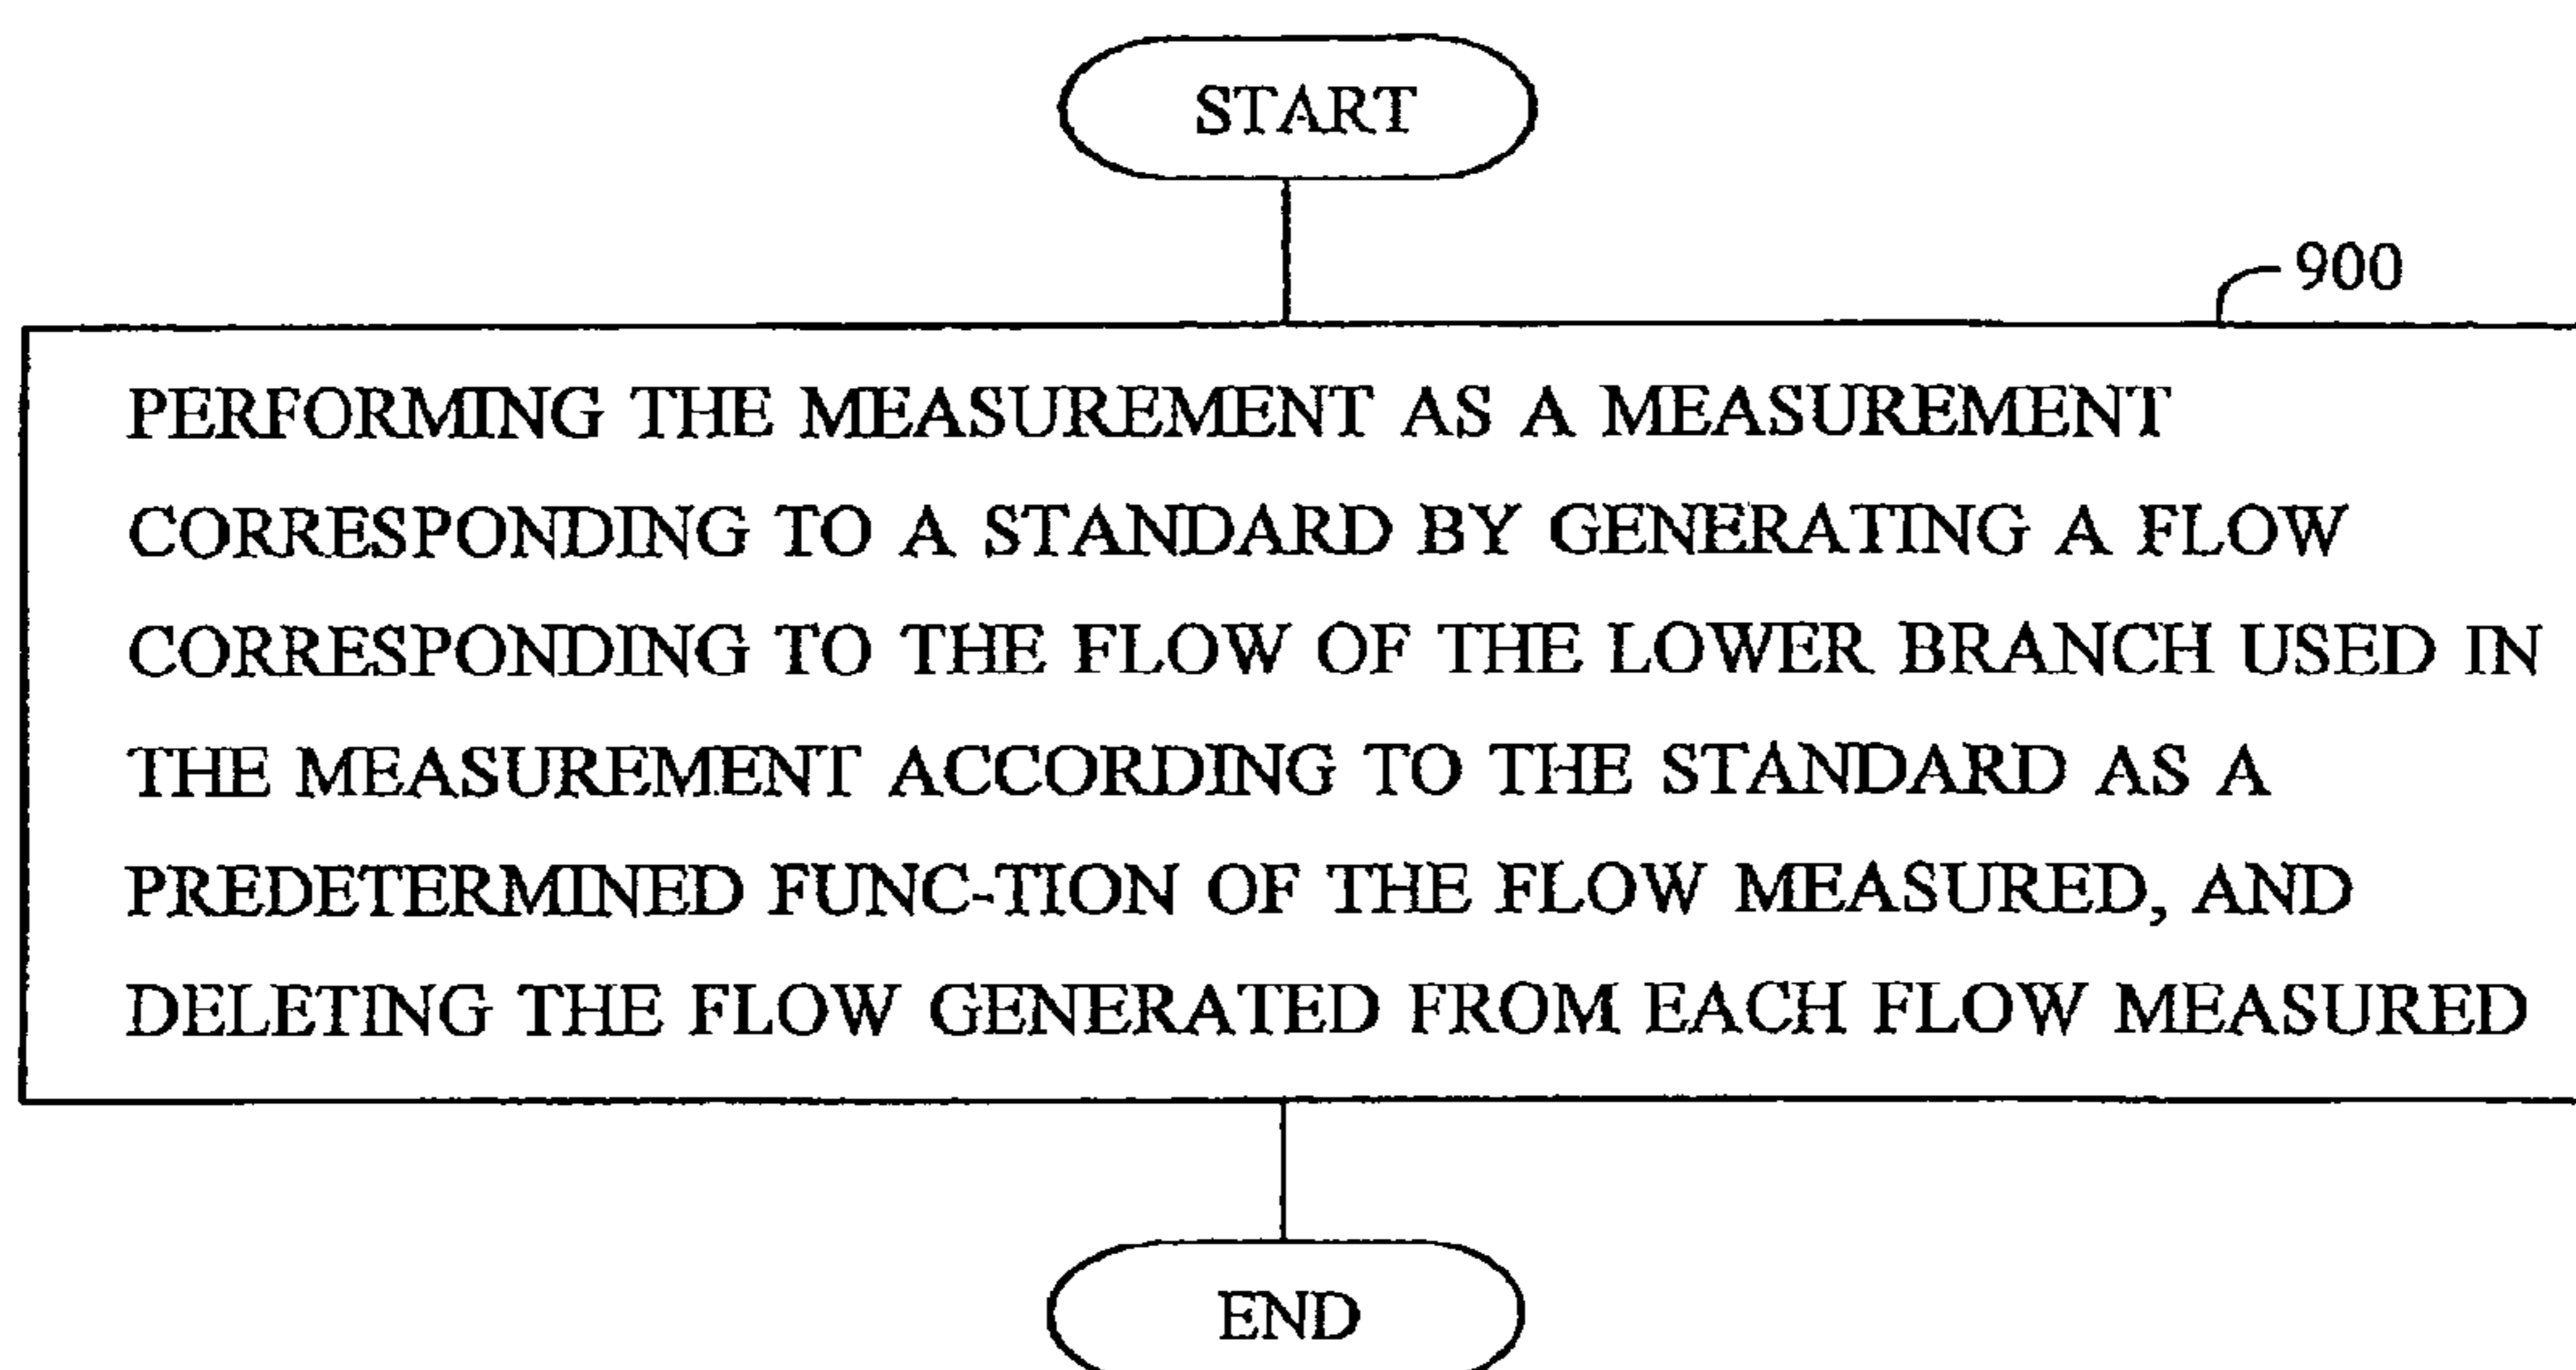 START
900
PERFORMING THE MEASUREMENT AS A MEASUREMENT
CORRESPONDING TO A STANDARD BY GENERATING A FLOW
CORRESPONDING TO THE FLOW OF THE LOWER BRANCH USED IN
THE MEASUREMENT ACCORDING TO THE STANDARD AS A
PREDETERMINED FUNC-TION OF THE FLOW MEASURED, AND
DELETING THE FLOW GENERATED FROM EACH FLOW MEASURED
END